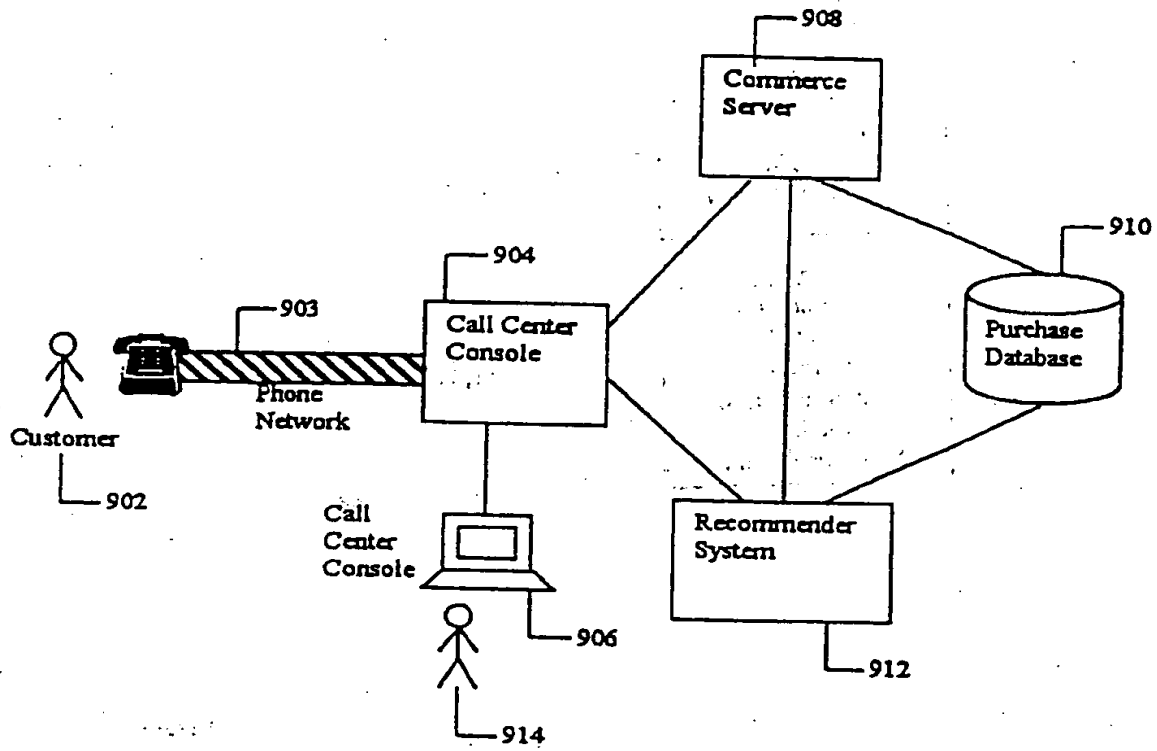 908
Commerce
Server
910
904
903
Call Center
Console
Purchase
Database
Phone
Network
Customer
902
Call
Center
Console
Recommender
System
906
912
914